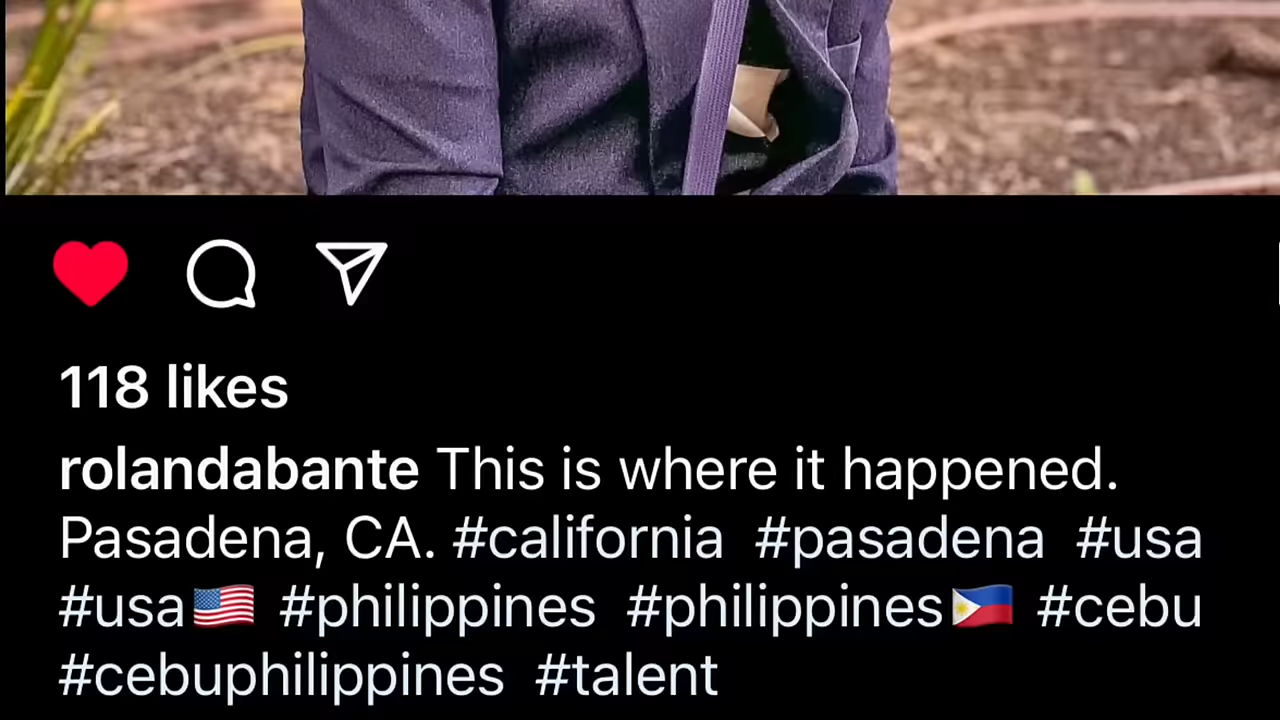 118 likes
rolandabante This is where it happened.
Pasadena, CA. #california #pasadena #usa
#usa🇺🇸 #philippines #philippines🇵🇭 #cebu
#cebuphilippines #talent